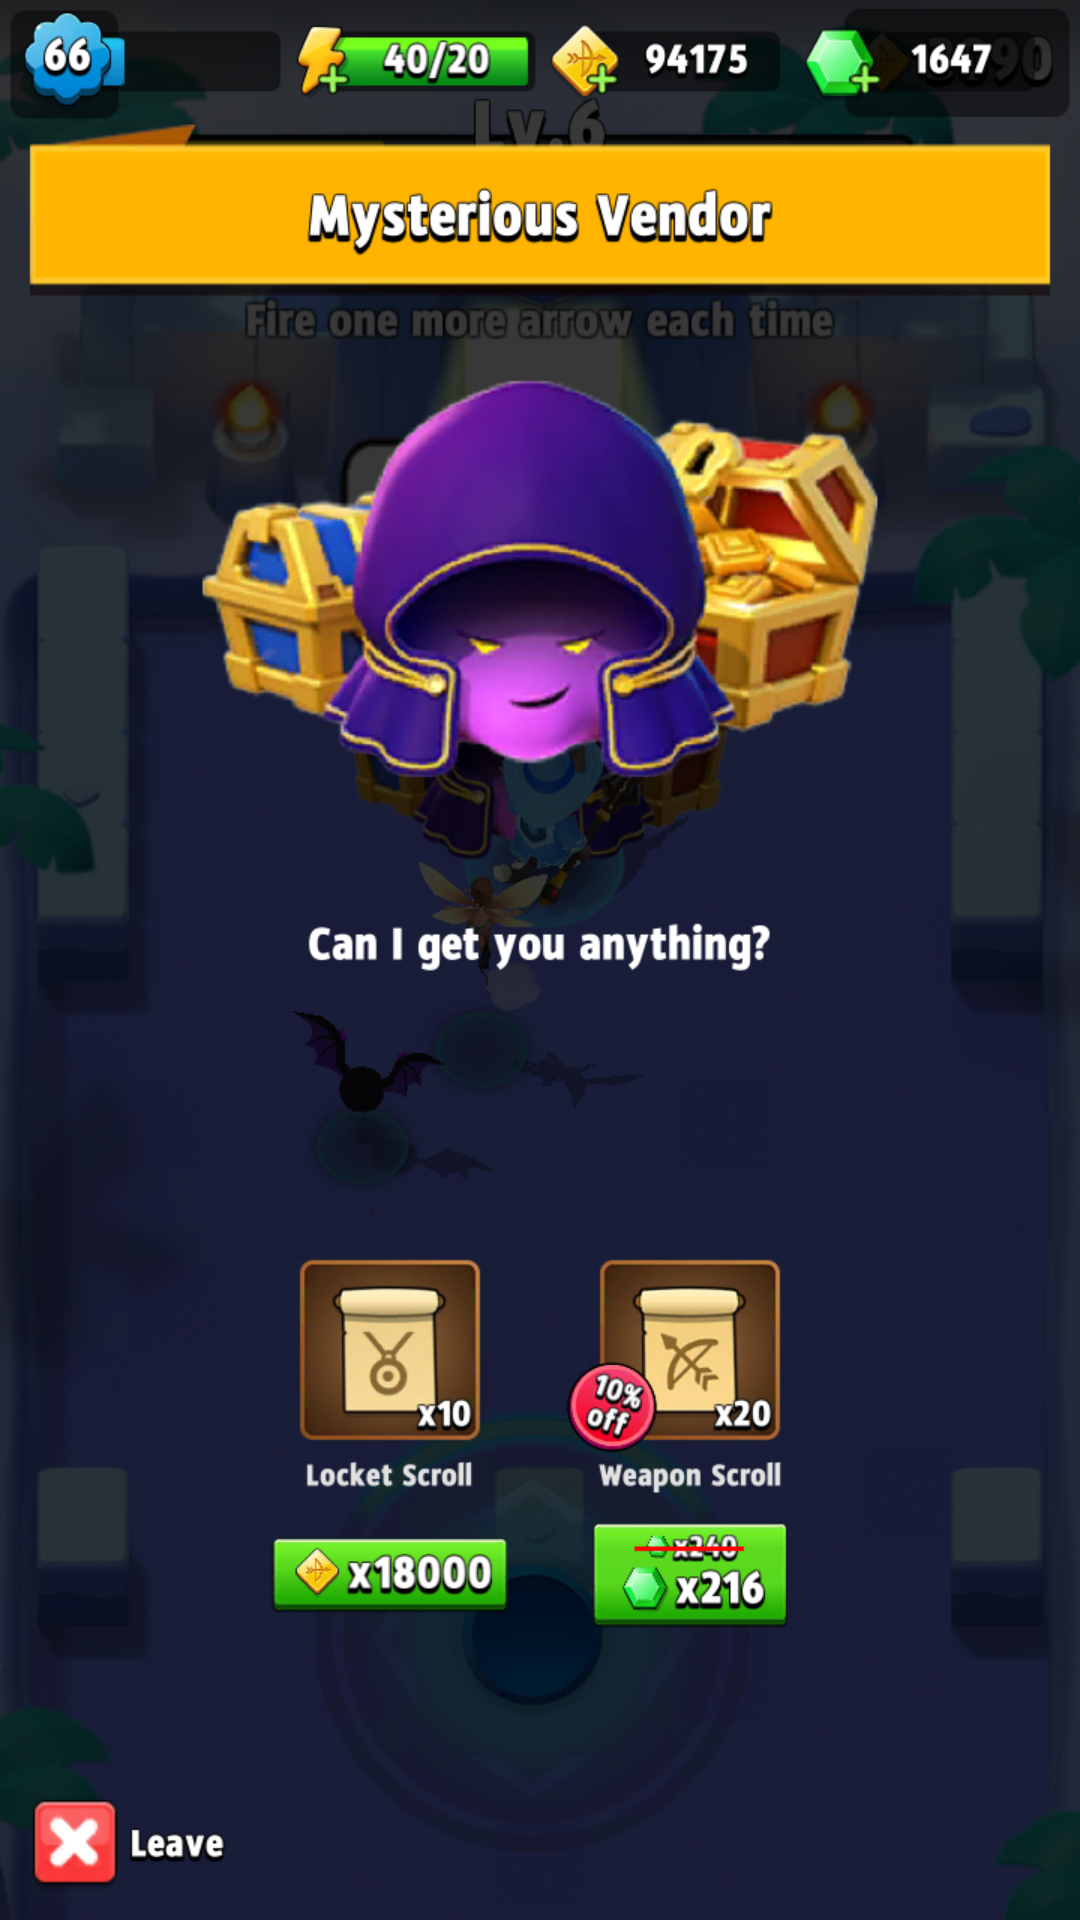 66
40/20
94175
1647
Lv.6
Mysterious Vendor
Fire one more arrow each time
Can I get you anything?
x10
10%
off
x20
Locket Scroll
Weapon Scroll
x18000
x240
x216
Leave